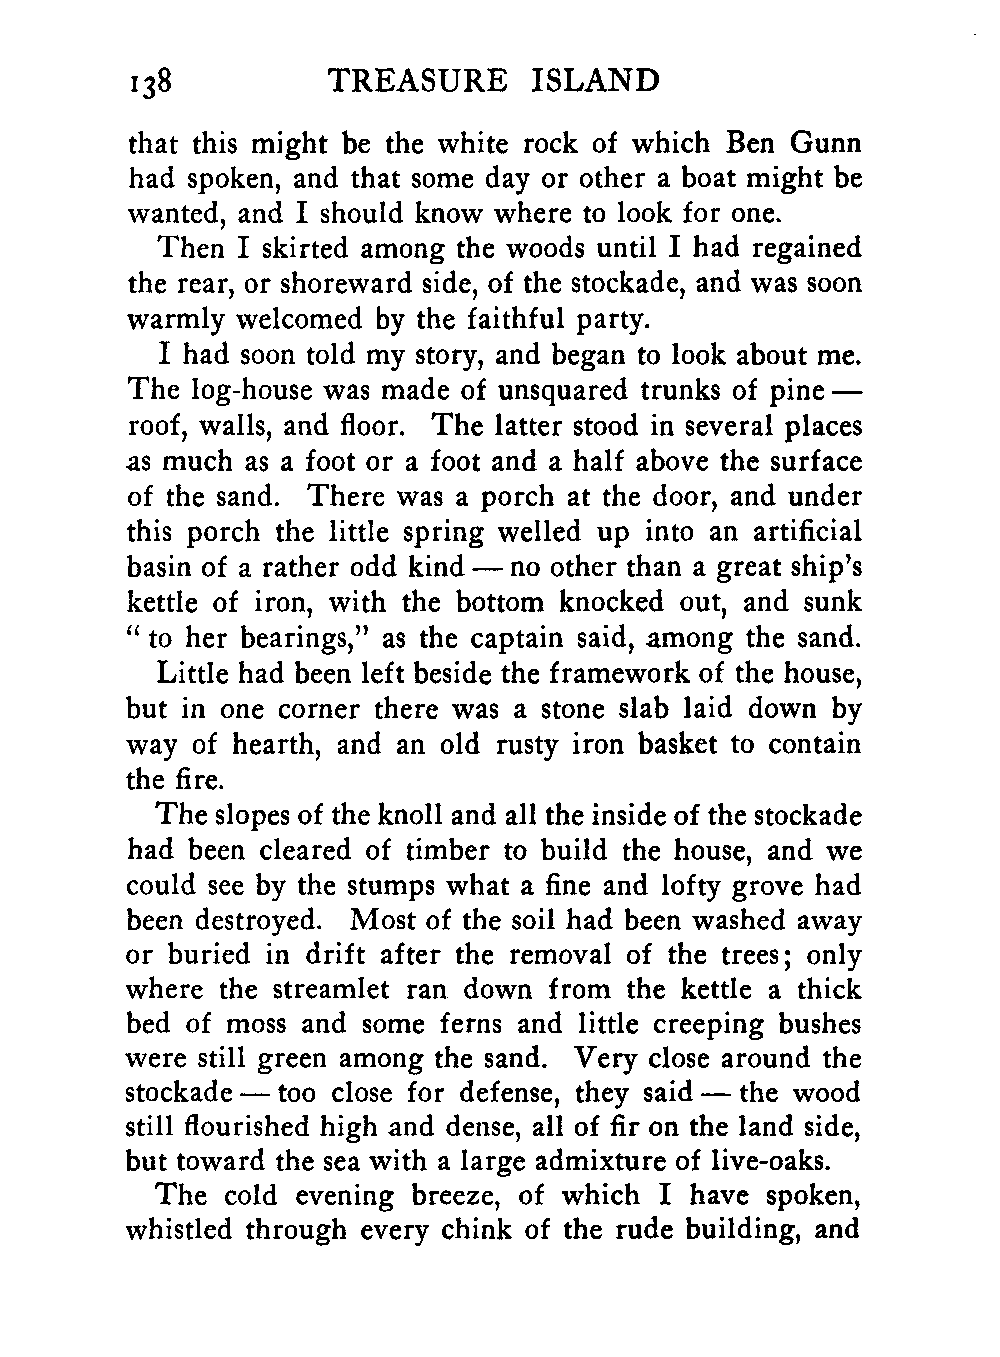 138 TREASURE ISLAND
that this might be the white rock of which Ben Gunn
had spoken, and that some day or other a boat might be
wanted, and I should know where to look for one.
Then I skirted among the woods until I had regained
the rear, or shoreward side, of the stockade, and was soon
warmly welcomed by the faithful party.
I had soon told my story, and began to look about me.
The log-house was made of unsquared trunks of pine —
roof, walls, and floor. The latter stood in several places
as much as a foot or a foot and a half above the surface
of the sand. There was a porch at the door, and under
this porch the little spring welled up into an artificial
basin of a rather odd kind — no other than a great ship's
kettle of iron, with the bottom knocked out, and sunk
" to her bearings," as the captain said, among the sand.
Little had been left beside the framework of the house,
but in one corner there was a stone slab laid down by
way of hearth, and an old rusty iron basket to contain
the fire.
The slopes of the knoll and all the inside of the stockade
had been cleared of timber to build the house, and we
could see by the stumps what a fine and lofty grove had
been destroyed. Most of the soil had been washed away
or buried in drift after the removal of the trees; only
where the streamlet ran down from the kettle a thick
bed of moss and some ferns and little creeping bushes
were still green among the sand. Very close around the
stockade — too close for defense, they said — the wood
still flourished high and dense, all of fir on the land side,
but toward the sea with a large admixture of live-oaks.
The cold evening breeze, of which I have spoken,
whistled through every chink of the rude building, and